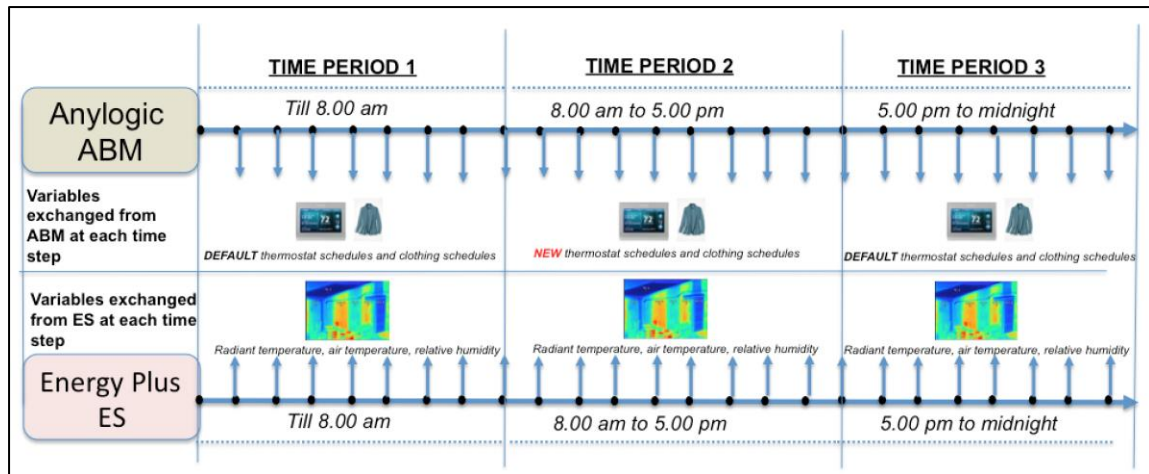 TIME PERIOD 1
TIME PERIOD 2
TIME PERIOD 3
Anylogic
ABM
Till 8.00 am
8.00 am to 5.00 pm
5.00 pm to midnight
Variables
exchanged from
ABM at each time
step
72
72
72
DEFAULT thermostat schedules and clothing schedules
NEW thermostat schedules and clothing schedules
DEFAULT thermostat schedules and clothing schedules
Variables exchanged
from ES at each time
step
Radiant temperature, air temperature, relative humidity
Radiant temperature, air temperature, relative humidity
Radiant temperature, air temperature, relative humidity
Energy Plus
ES
Till 8.00 am
8.00 am to 5.00 pm
5.00 pm to midnight